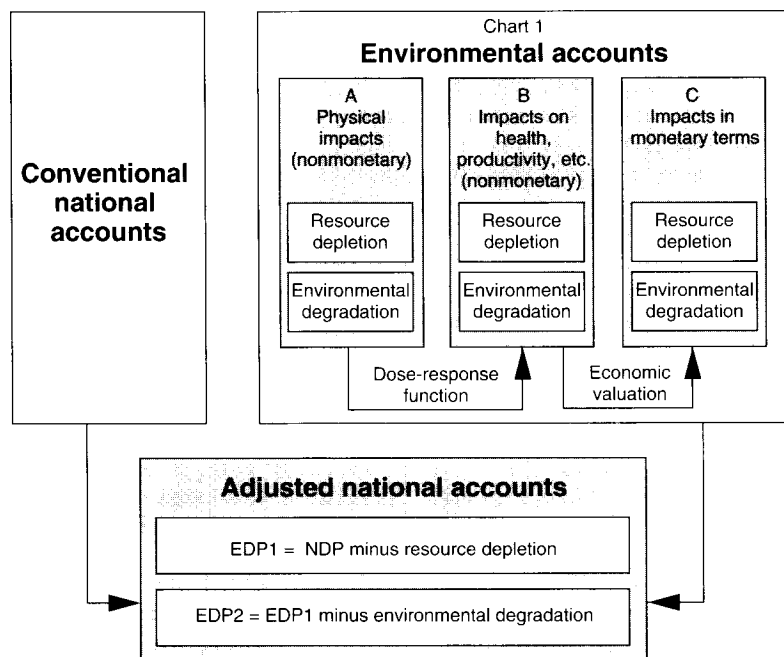 Conventional
national
accounts
Chart 1
Environmental accounts
A
Physical
impacts
(nonmonetary)
Resource
depletion
Environmental
degradation
B
Impacts on
health,
productivity, etc.
(nonmonetary)
Resource
depletion
Environmental
degradation
C
Impacts in
monetary terms
Resource
depletion
Environmental
degradation
Dose-response
function
Economic
valuation
Adjusted national accounts
EDP1 = NDP minus resource depletion
EDP2 = EDP1 minus environmental degradation